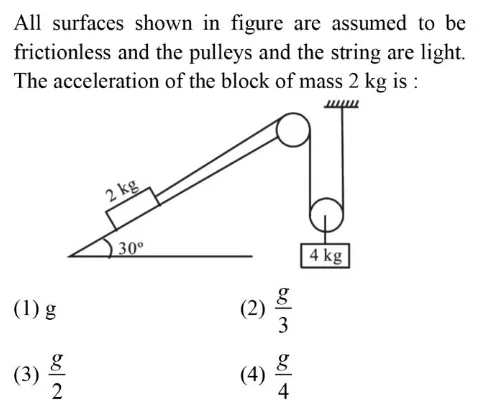 All surfaces shown in figure are assumed to be
frictionless and the pulleys and the string are light.
The acceleration of the block of mass 2 kg is :
2 kg
30°
4 kg
(1) g
(2) g/3
(3) g/2
(4) g/4